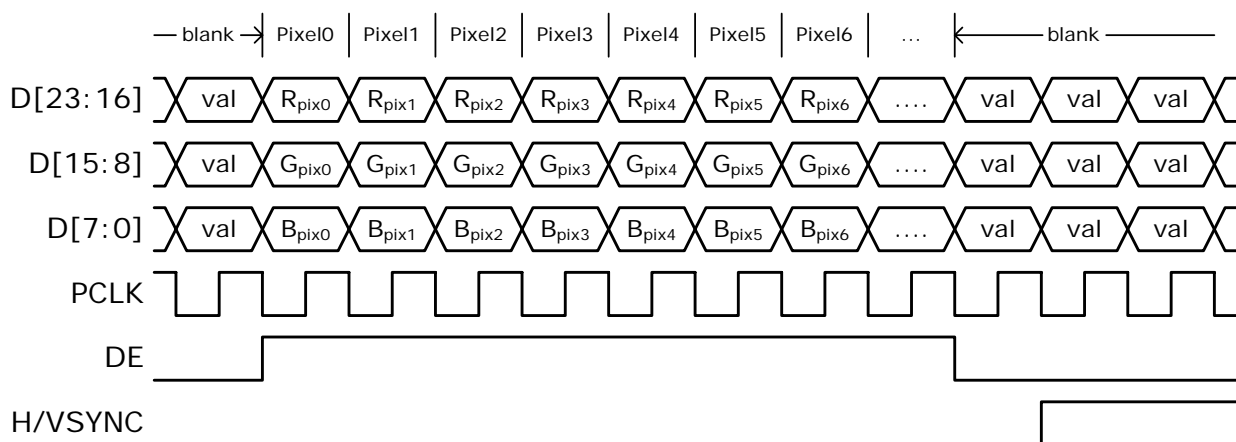 blank Pixel0 Pixel1 Pixel2 Pixel3 Pixel4 Pixel5 Pixel6 ... blank
D[23:16] val Rpix0 Rpix1 Rpix2 Rpix3 Rpix4 Rpix5 Rpix6 .... val val val
D[15:8] val Gpix0 Gpix1 Gpix2 Gpix3 Gpix4 Gpix5 Gpix6 .... val val val
D[7:0] val Bpix0 Bpix1 Bpix2 Bpix3 Bpix4 Bpix5 Bpix6 .... val val val
PCLK
DE
H/VSYNC